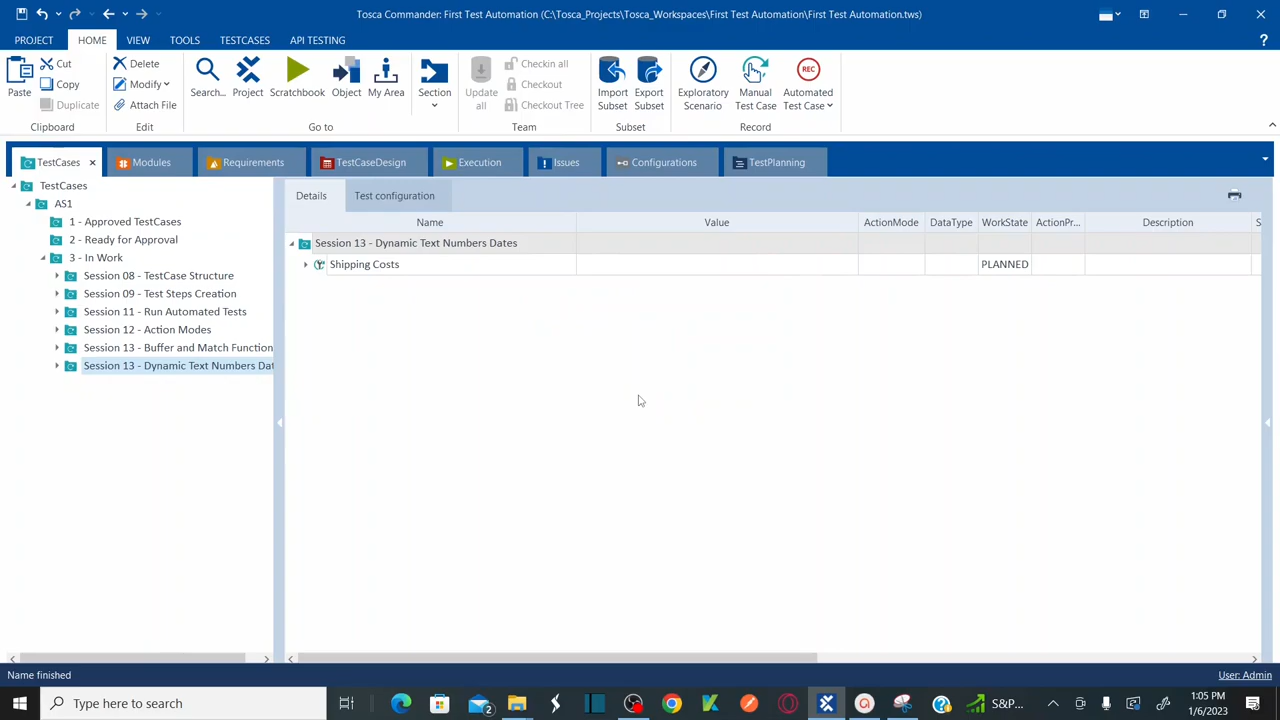 Tosca Commander: First Test Automation (C:\Tosca_Projects\Tosca_Workspaces\First Test Automation\First Test Automation.tws)
PROJECT HOME VIEW TOOLS TESTCASES API TESTING ?
Paste Cut Copy Duplicate
Delete Modify Attach File
Search... Project Scratchbook Object My Area Section
Update all Checkin all Checkout Checkout Tree
Import Subset Export Subset
Exploratory Scenario REC Manual Test Case Automated Test Case
Clipboard Edit Go to Team Subset Record
TestCases Modules Requirements TestCaseDesign Execution Issues Configurations TestPlanning
TestCases
AS1
1 - Approved TestCases
2 - Ready for Approval
3 - In Work
Session 08 - TestCase Structure
Session 09 - Test Steps Creation
Session 11 - Run Automated Tests
Session 12 - Action Modes
Session 13 - Buffer and Match Function
Session 13 - Dynamic Text Numbers Dat
Details Test configuration
Name Value ActionMode DataType WorkState ActionPr... Description S
Session 13 - Dynamic Text Numbers Dates
Shipping Costs PLANNED
Name finished User: Admin
Type here to search
2
S&P...
1:05 PM
1/6/2023